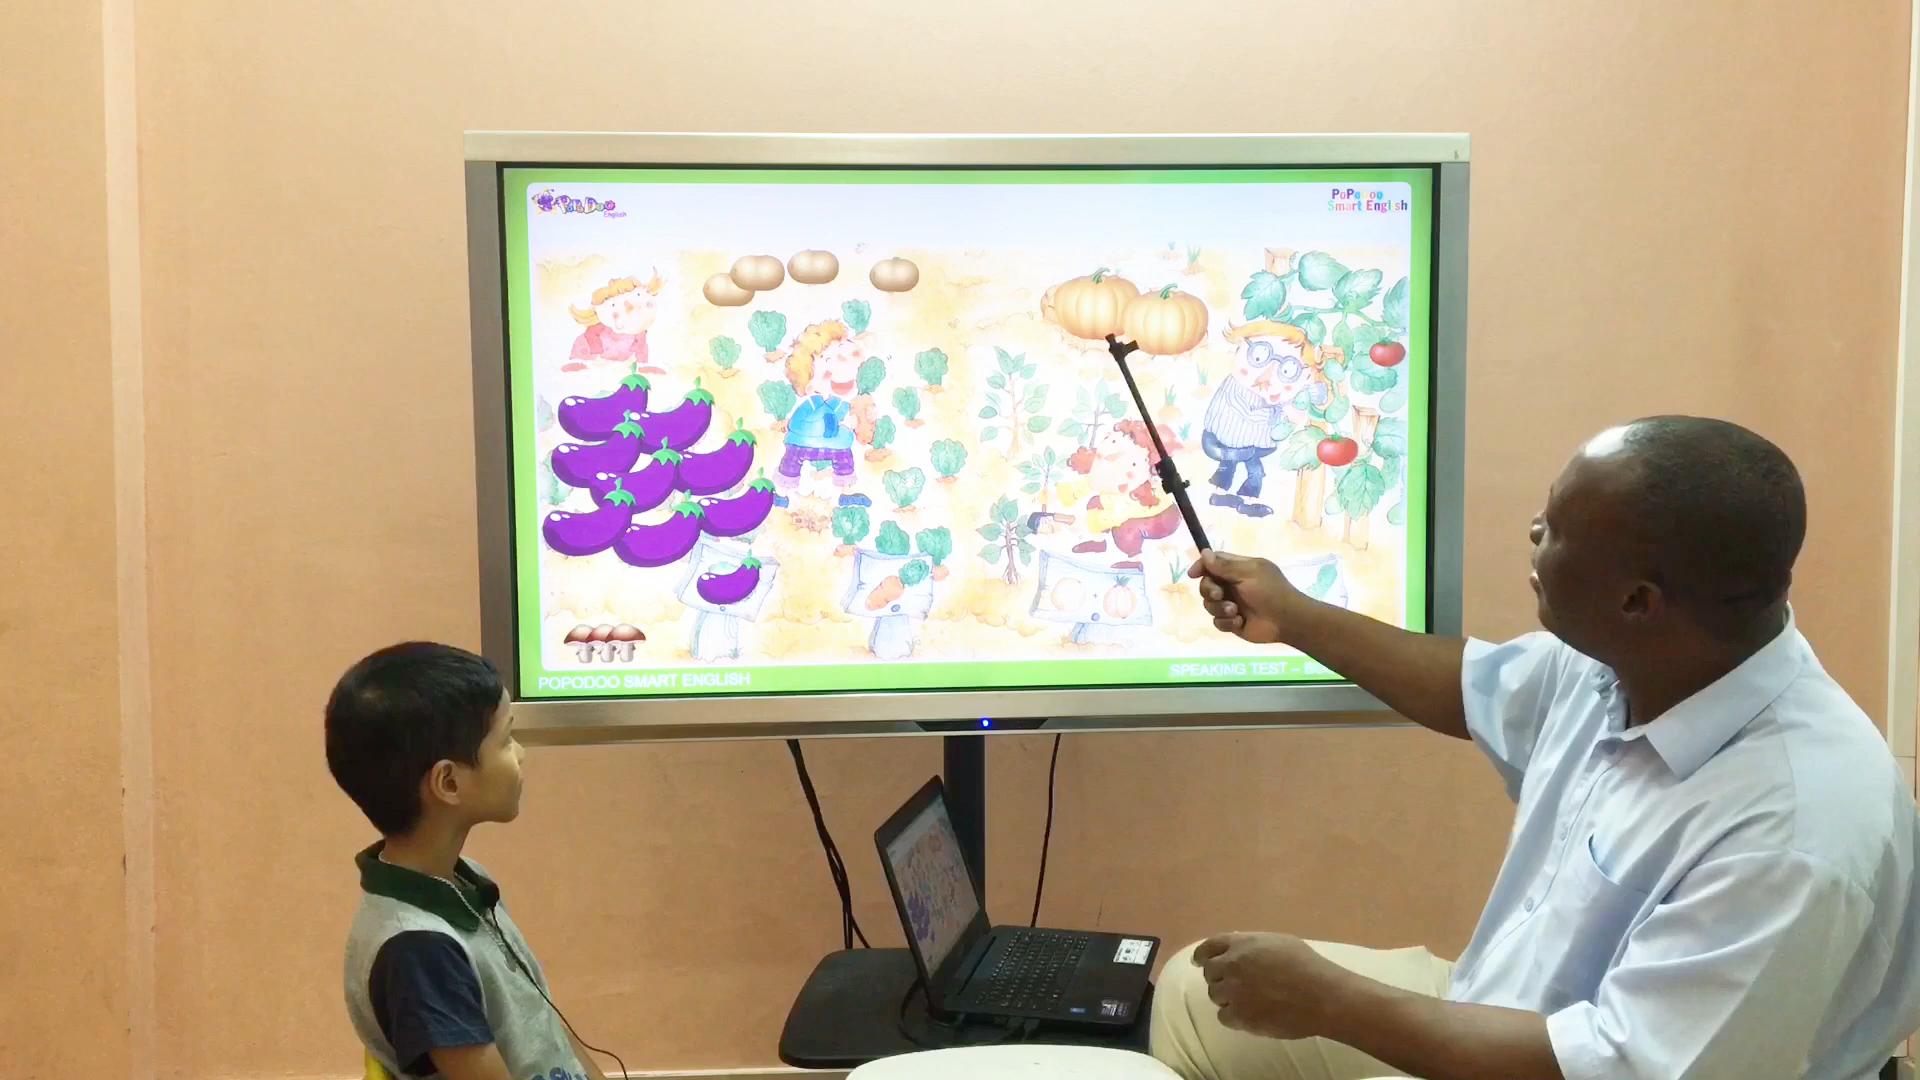 PoPoDoo
English
PoPoDoo
Smart English
POPODOO SMART ENGLISH
SPEAKING TEST –